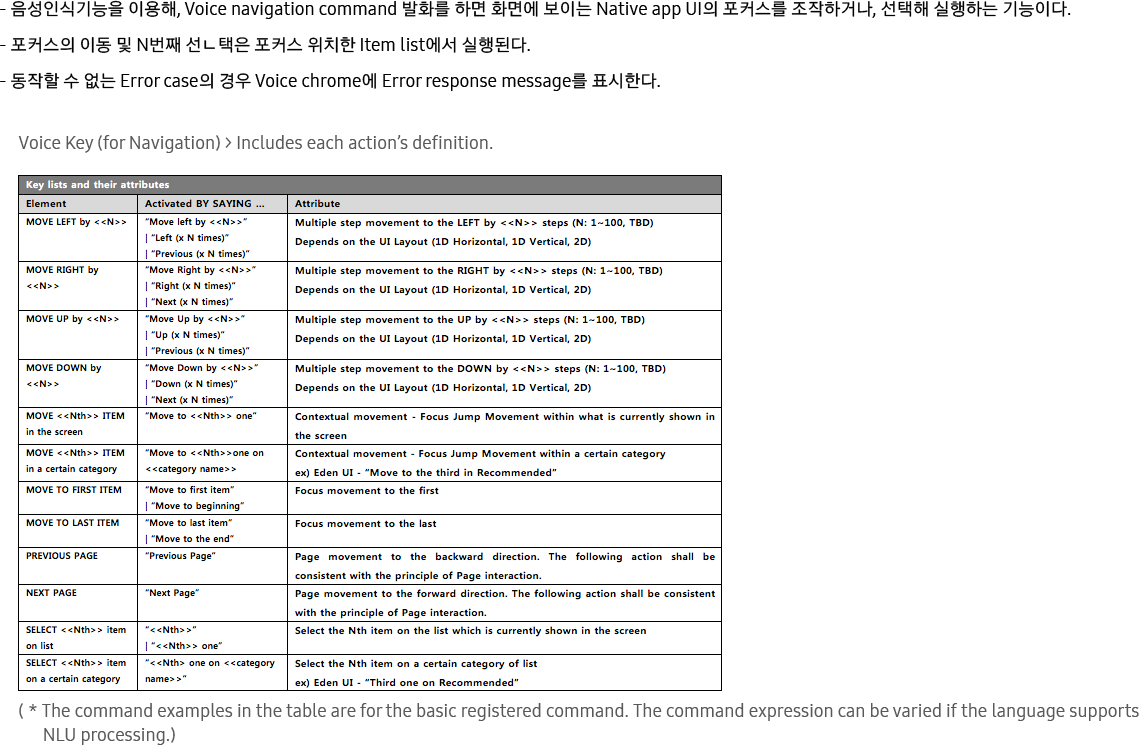 - 음성인식기능을 이용해, Voice navigation command 발화를 하면 화면에 보이는 Native app UI의 포커스를 조작하거나, 선택해 실행하는 기능이다.
- 포커스의 이동 및 N번째 선ㄴ택은 포커스 위치한 Item list에서 실행된다.
- 동작할 수 없는 Error case의 경우 Voice chrome에 Error response message를 표시한다.
Voice Key (for Navigation) > Includes each action’s definition.
Key lists and their attributes
Element Activated BY SAYING ... Attribute
MOVE LEFT by <<N>> “Move left by <<N>>” Multiple step movement to the LEFT by <<N>> steps (N: 1~100, TBD)
| “Left (x N times)” Depends on the UI Layout (1D Horizontal, 1D Vertical, 2D)
| “Previous (x N times)”
MOVE RIGHT by “Move Right by <<N>>” Multiple step movement to the RIGHT by <<N>> steps (N: 1~100, TBD)
<<N>> | “Right (x N times)” Depends on the UI Layout (1D Horizontal, 1D Vertical, 2D)
| “Next (x N times)”
MOVE UP by <<N>> “Move Up by <<N>>” Multiple step movement to the UP by <<N>> steps (N: 1~100, TBD)
| “Up (x N times)” Depends on the UI Layout (1D Horizontal, 1D Vertical, 2D)
| “Previous (x N times)”
MOVE DOWN by “Move Down by <<N>>” Multiple step movement to the DOWN by <<N>> steps (N: 1~100, TBD)
<<N>> | “Down (x N times)” Depends on the UI Layout (1D Horizontal, 1D Vertical, 2D)
| “Next (x N times)”
MOVE <<Nth>> ITEM “Move to <<Nth>> one” Contextual movement - Focus Jump Movement within what is currently shown in
in the screen the screen
MOVE <<Nth>> ITEM “Move to <<Nth>>one on Contextual movement - Focus Jump Movement within a certain category
in a certain category <<category name>> ex) Eden UI - “Move to the third in Recommended”
MOVE TO FIRST ITEM “Move to first item” Focus movement to the first
| “Move to beginning”
MOVE TO LAST ITEM “Move to last item” Focus movement to the last
| “Move to the end”
PREVIOUS PAGE “Previous Page” Page movement to the backward direction. The following action shall be
consistent with the principle of Page interaction.
NEXT PAGE “Next Page” Page movement to the forward direction. The following action shall be consistent
with the principle of Page interaction.
SELECT <<Nth>> item “<<Nth>>” Select the Nth item on the list which is currently shown in the screen
on list | “<<Nth>> one”
SELECT <<Nth>> item “<<Nth> one on <<category Select the Nth item on a certain category of list
on a certain category name>>” ex) Eden UI - “Third one on Recommended”
( * The command examples in the table are for the basic registered command. The command expression can be varied if the language supports
NLU processing.)